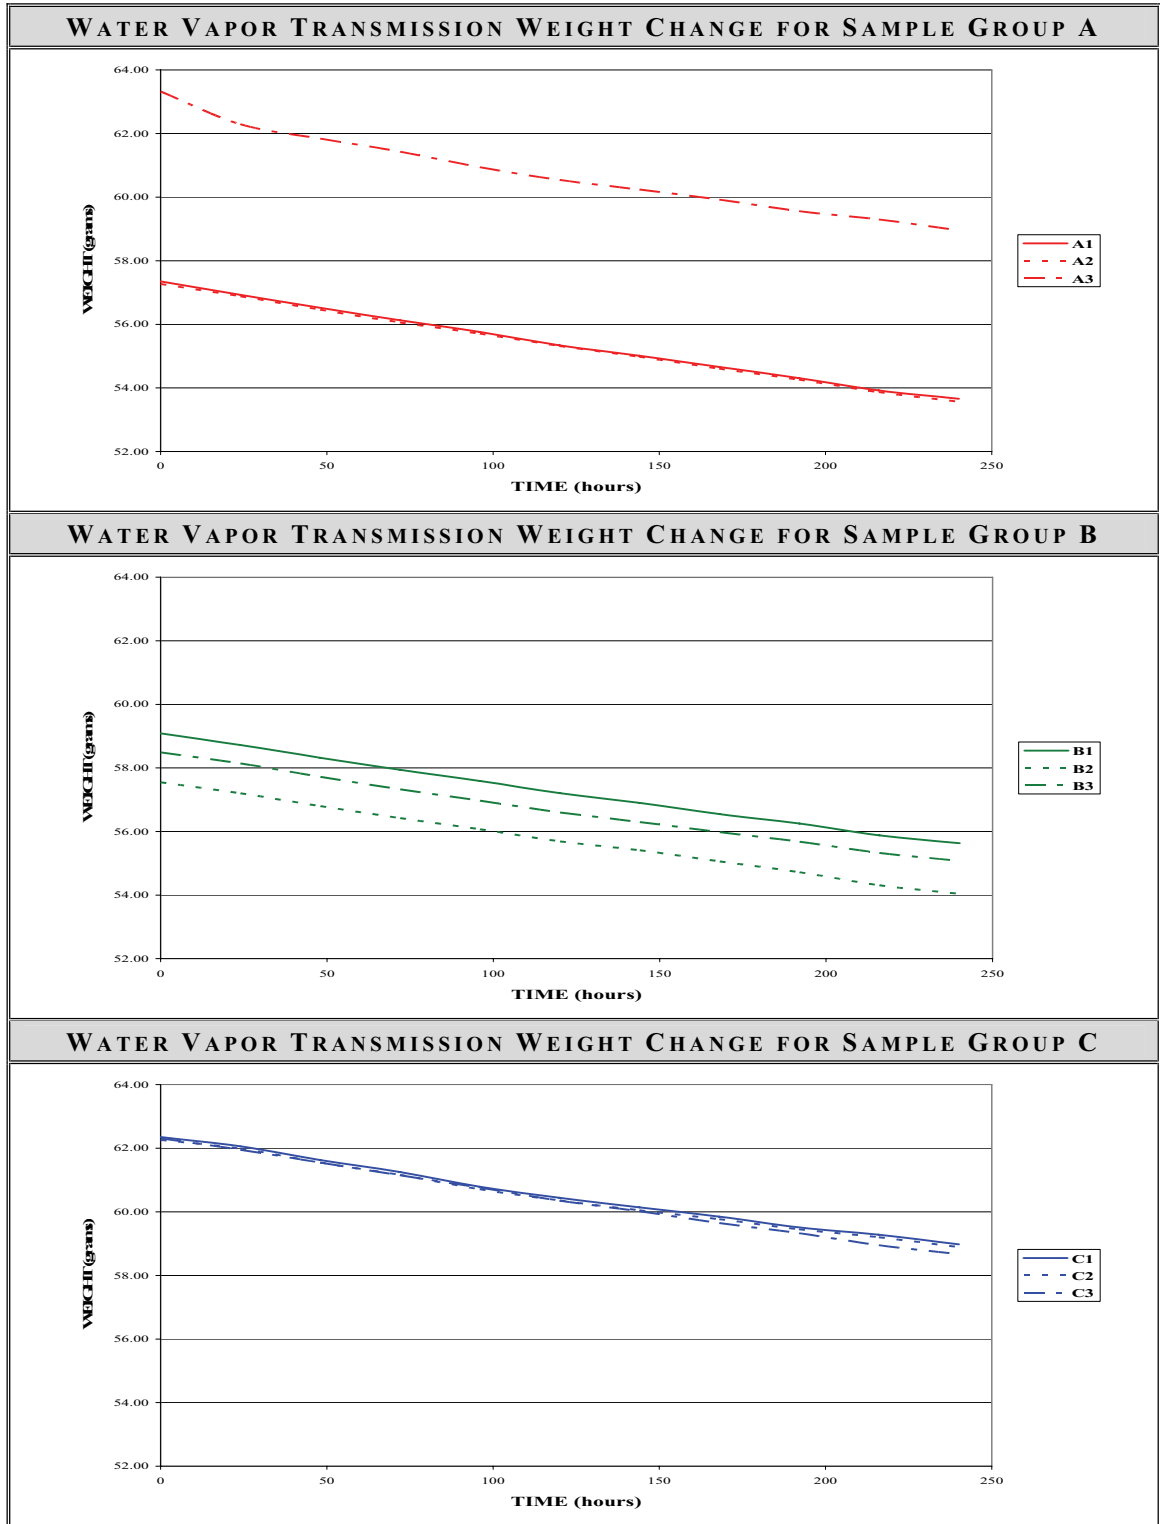 WATER VAPOR TRANSMISSION WEIGHT CHANGE FOR SAMPLE GROUP A
64.00
62.00
60.00
58.00
56.00
54.00
52.00
WEIGHT (grams)
0 50 100 150 200 250
TIME (hours)
A1
A2
A3
WATER VAPOR TRANSMISSION WEIGHT CHANGE FOR SAMPLE GROUP B
64.00
62.00
60.00
58.00
56.00
54.00
52.00
WEIGHT (grams)
0 50 100 150 200 250
TIME (hours)
B1
B2
B3
WATER VAPOR TRANSMISSION WEIGHT CHANGE FOR SAMPLE GROUP C
64.00
62.00
60.00
58.00
56.00
54.00
52.00
WEIGHT (grams)
0 50 100 150 200 250
TIME (hours)
C1
C2
C3